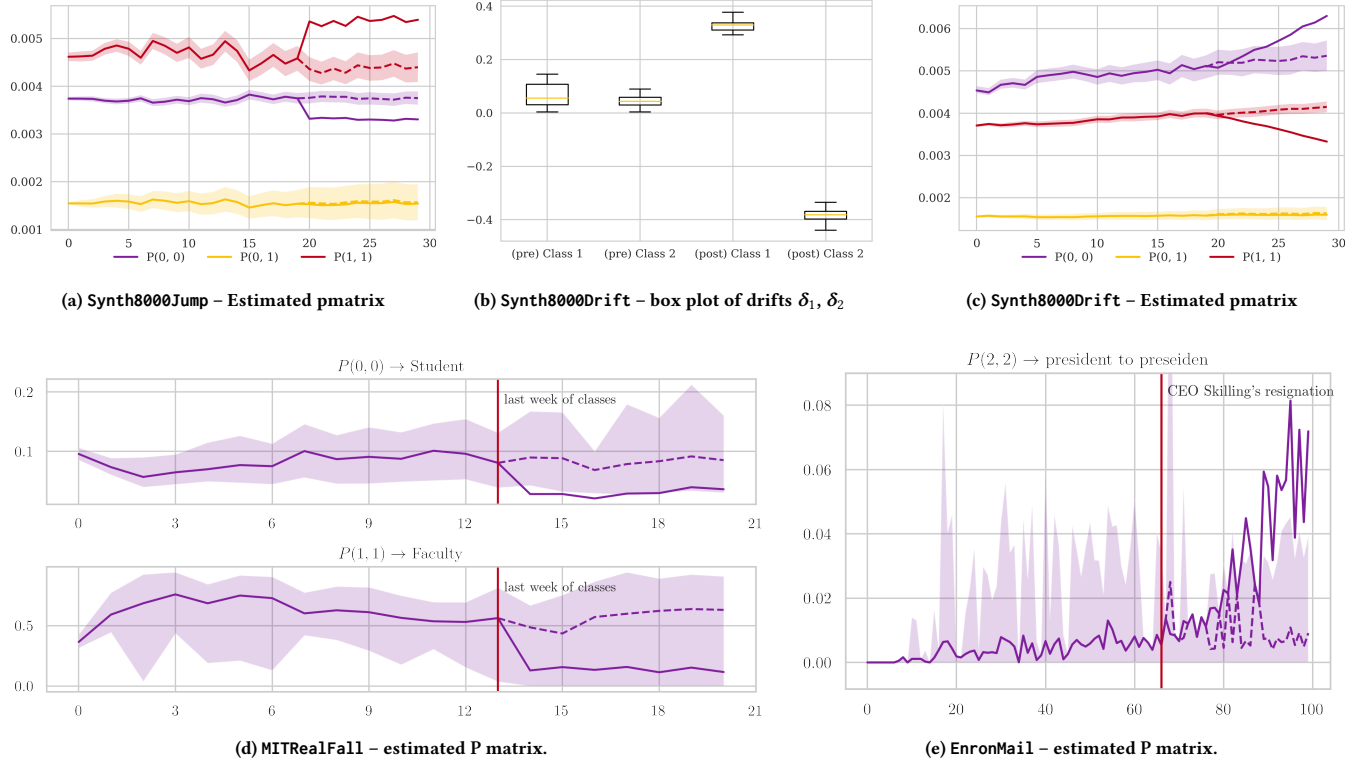 0.005
0.004
0.003
0.002
0.001
0 5 10 15 20 25 30
P(0, 0) P(0, 1) P(1, 1)
(a) Synth8000Jump – Estimated pmatrix
0.4
0.2
0.0
−0.2
−0.4
(pre) Class 1 (pre) Class 2 (post) Class 1 (post) Class 2
(b) Synth8000Drift – box plot of drifts δ₁, δ₂
0.006
0.005
0.004
0.003
0.002
0 5 10 15 20 25 30
P(0, 0) P(0, 1) P(1, 1)
(c) Synth8000Drift – Estimated pmatrix
P(0, 0) → Student
0.2
0.1
last week of classes
0 3 6 9 12 15 18 21
P(1, 1) → Faculty
0.5
0.0
last week of classes
0 3 6 9 12 15 18 21
(d) MITRealFall – estimated P matrix.
P(2, 2) → president to preseiden
CEO Skilling's resignation
0.08
0.06
0.04
0.02
0.00
0 20 40 60 80 100
(e) EnronMail – estimated P matrix.